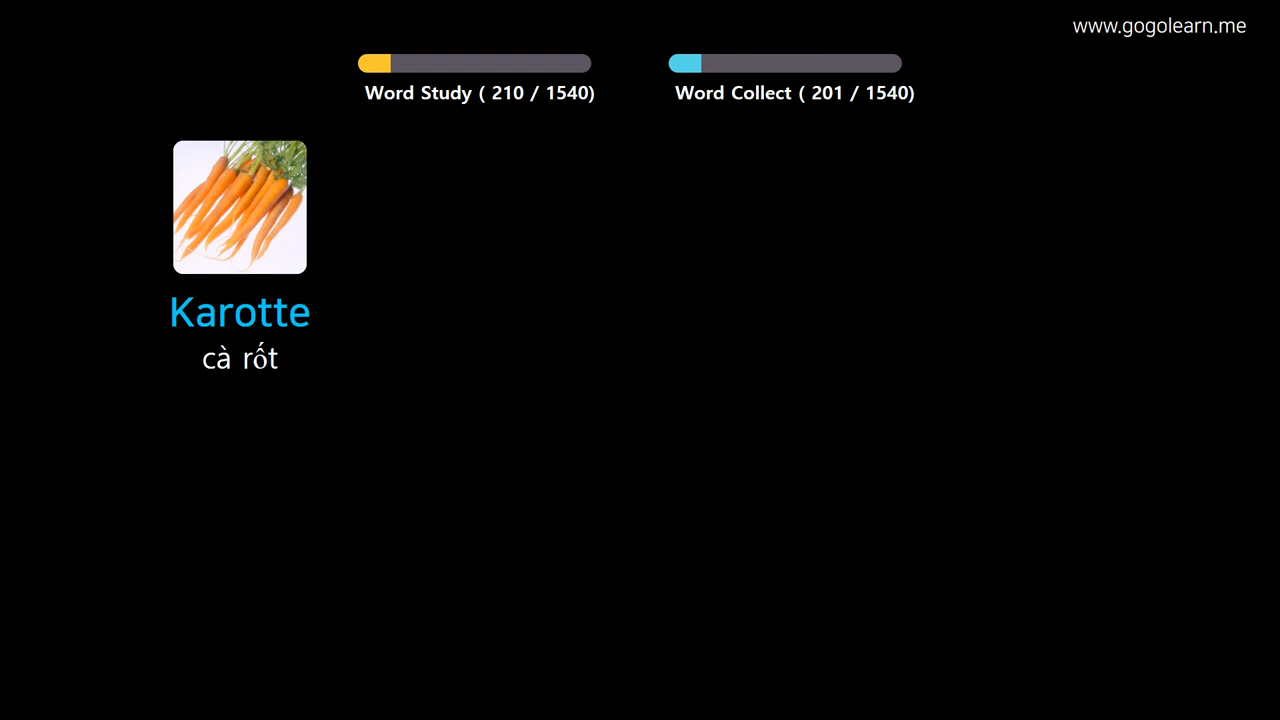 www.gogolearn.me
Word Study ( 210 / 1540)
Word Collect ( 201 / 1540)
Karotte
cà rốt